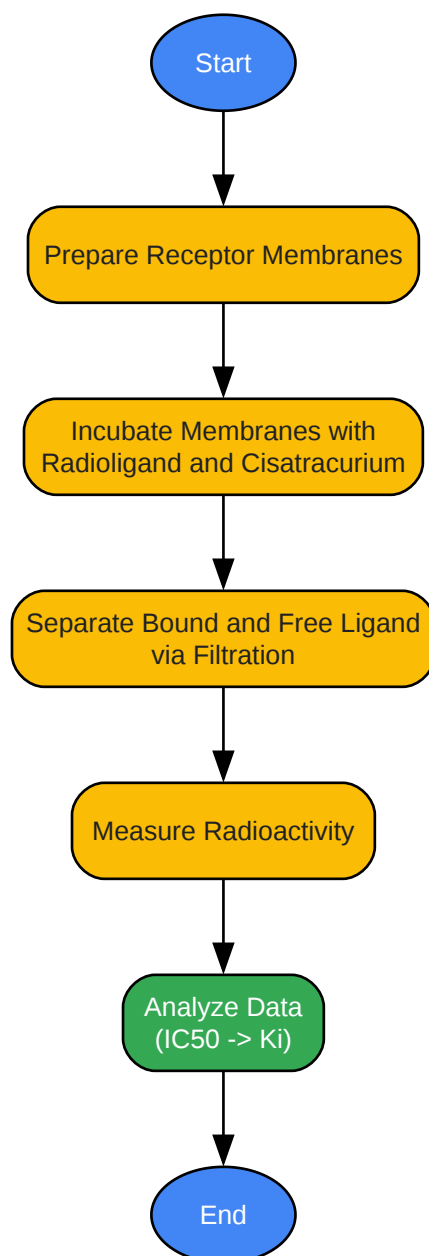 Start
Prepare Receptor Membranes
Incubate Membranes with
Radioligand and Cisatracurium
Separate Bound and Free Ligand
via Filtration
Measure Radioactivity
Analyze Data
(IC50 -> Ki)
End